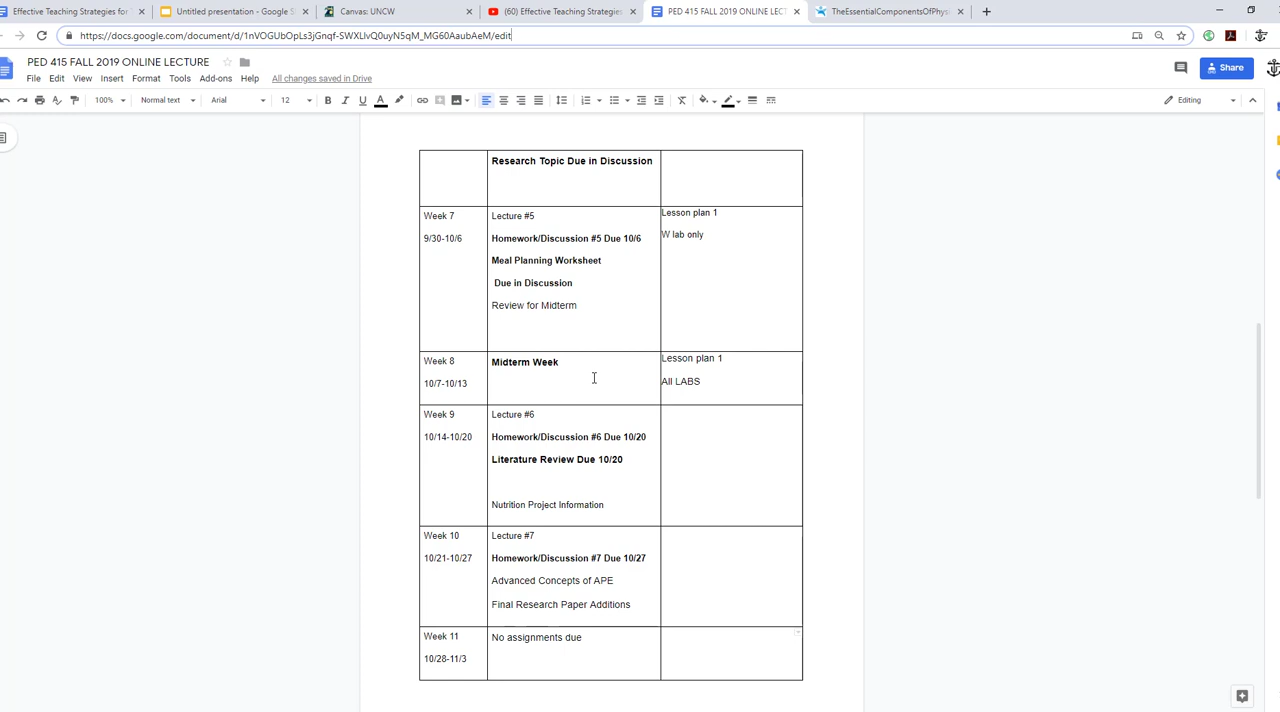 Effective Teaching Strategies for
Untitled presentation - Google S
Canvas: UNCW
(60) Effective Teaching Strategies
PED 415 FALL 2019 ONLINE LECT
TheEssentialComponentsOfPhysi
https://docs.google.com/document/d/1nVOGUbOpLs3jGnqf-SWXLlvQ0uyN5qM_MG60AaubAeM/edit
PED 415 FALL 2019 ONLINE LECTURE
File Edit View Insert Format Tools Add-ons Help All changes saved in Drive
Share
100% Normal text Arial 12 B I U A Editing
Research Topic Due in Discussion
Week 7
9/30-10/6
Lecture #5
Homework/Discussion #5 Due 10/6
Meal Planning Worksheet
Due in Discussion
Review for Midterm
Lesson plan 1
W lab only
Week 8
10/7-10/13
Midterm Week
Lesson plan 1
All LABS
Week 9
10/14-10/20
Lecture #6
Homework/Discussion #6 Due 10/20
Literature Review Due 10/20
Nutrition Project Information
Week 10
10/21-10/27
Lecture #7
Homework/Discussion #7 Due 10/27
Advanced Concepts of APE
Final Research Paper Additions
Week 11
10/28-11/3
No assignments due